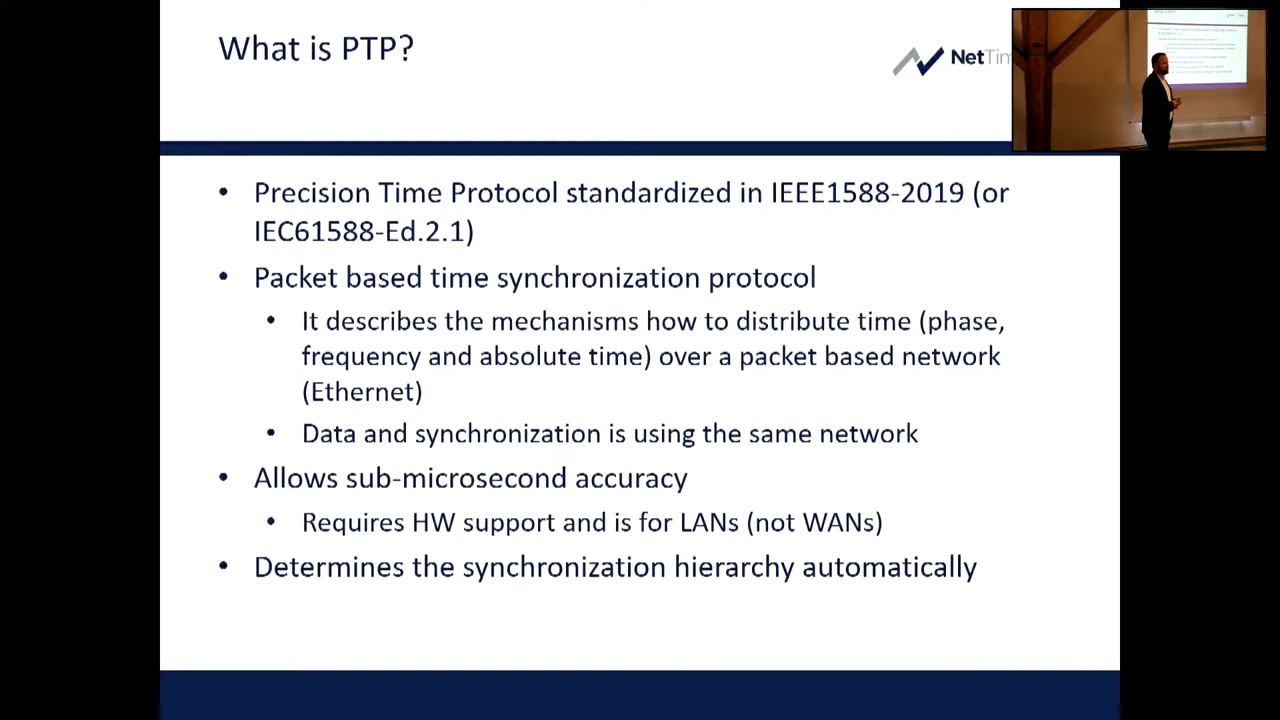 What is PTP?
NetTim
• Precision Time Protocol standardized in IEEE1588-2019 (or
IEC61588-Ed.2.1)
• Packet based time synchronization protocol
• It describes the mechanisms how to distribute time (phase,
frequency and absolute time) over a packet based network
(Ethernet)
• Data and synchronization is using the same network
• Allows sub-microsecond accuracy
• Requires HW support and is for LANs (not WANs)
• Determines the synchronization hierarchy automatically